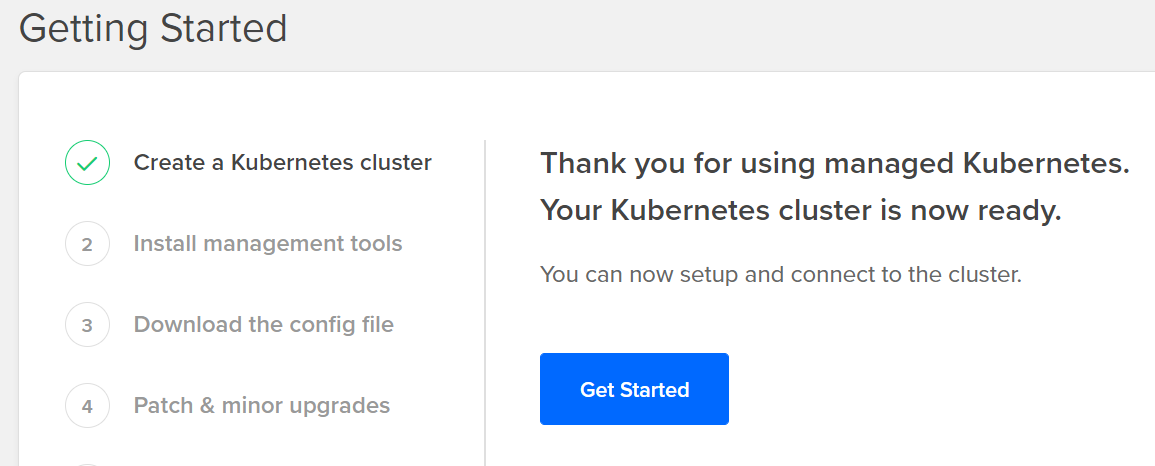 Getting Started
Create a Kubernetes cluster
2 Install management tools
3 Download the config file
4 Patch & minor upgrades
Thank you for using managed Kubernetes.
Your Kubernetes cluster is now ready.
You can now setup and connect to the cluster.
Get Started